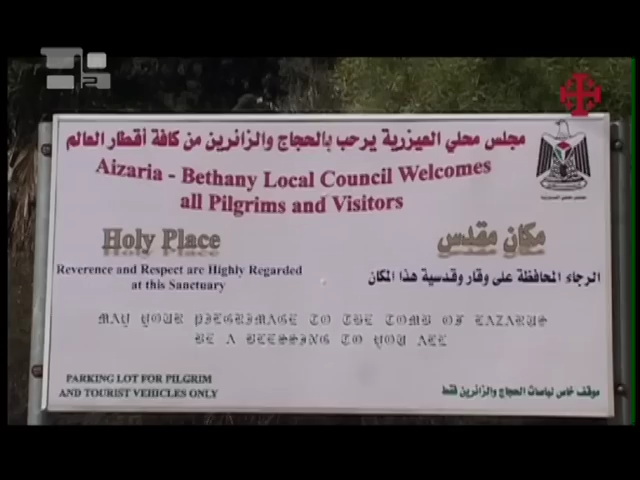 مجلس محلي العيزرية يرحب بالحجاج والزائرين من كافة أقطار العالم
Aizaria - Bethany Local Council Welcomes
all Pilgrims and Visitors
Holy Place
مكان مقدس
Reverence and Respect are Highly Regarded
at this Sanctuary
الرجاء المحافظة على وقار وقدسية هذا المكان
MAY YOUR PILGRIMAGE TO THE TOMB OF LAZARUS
BE A BLESSING TO YOU ALL
PARKING LOT FOR PILGRIM
AND TOURIST VEHICLES ONLY
موقف خاص لباصات الحجاج والزائرين فقط